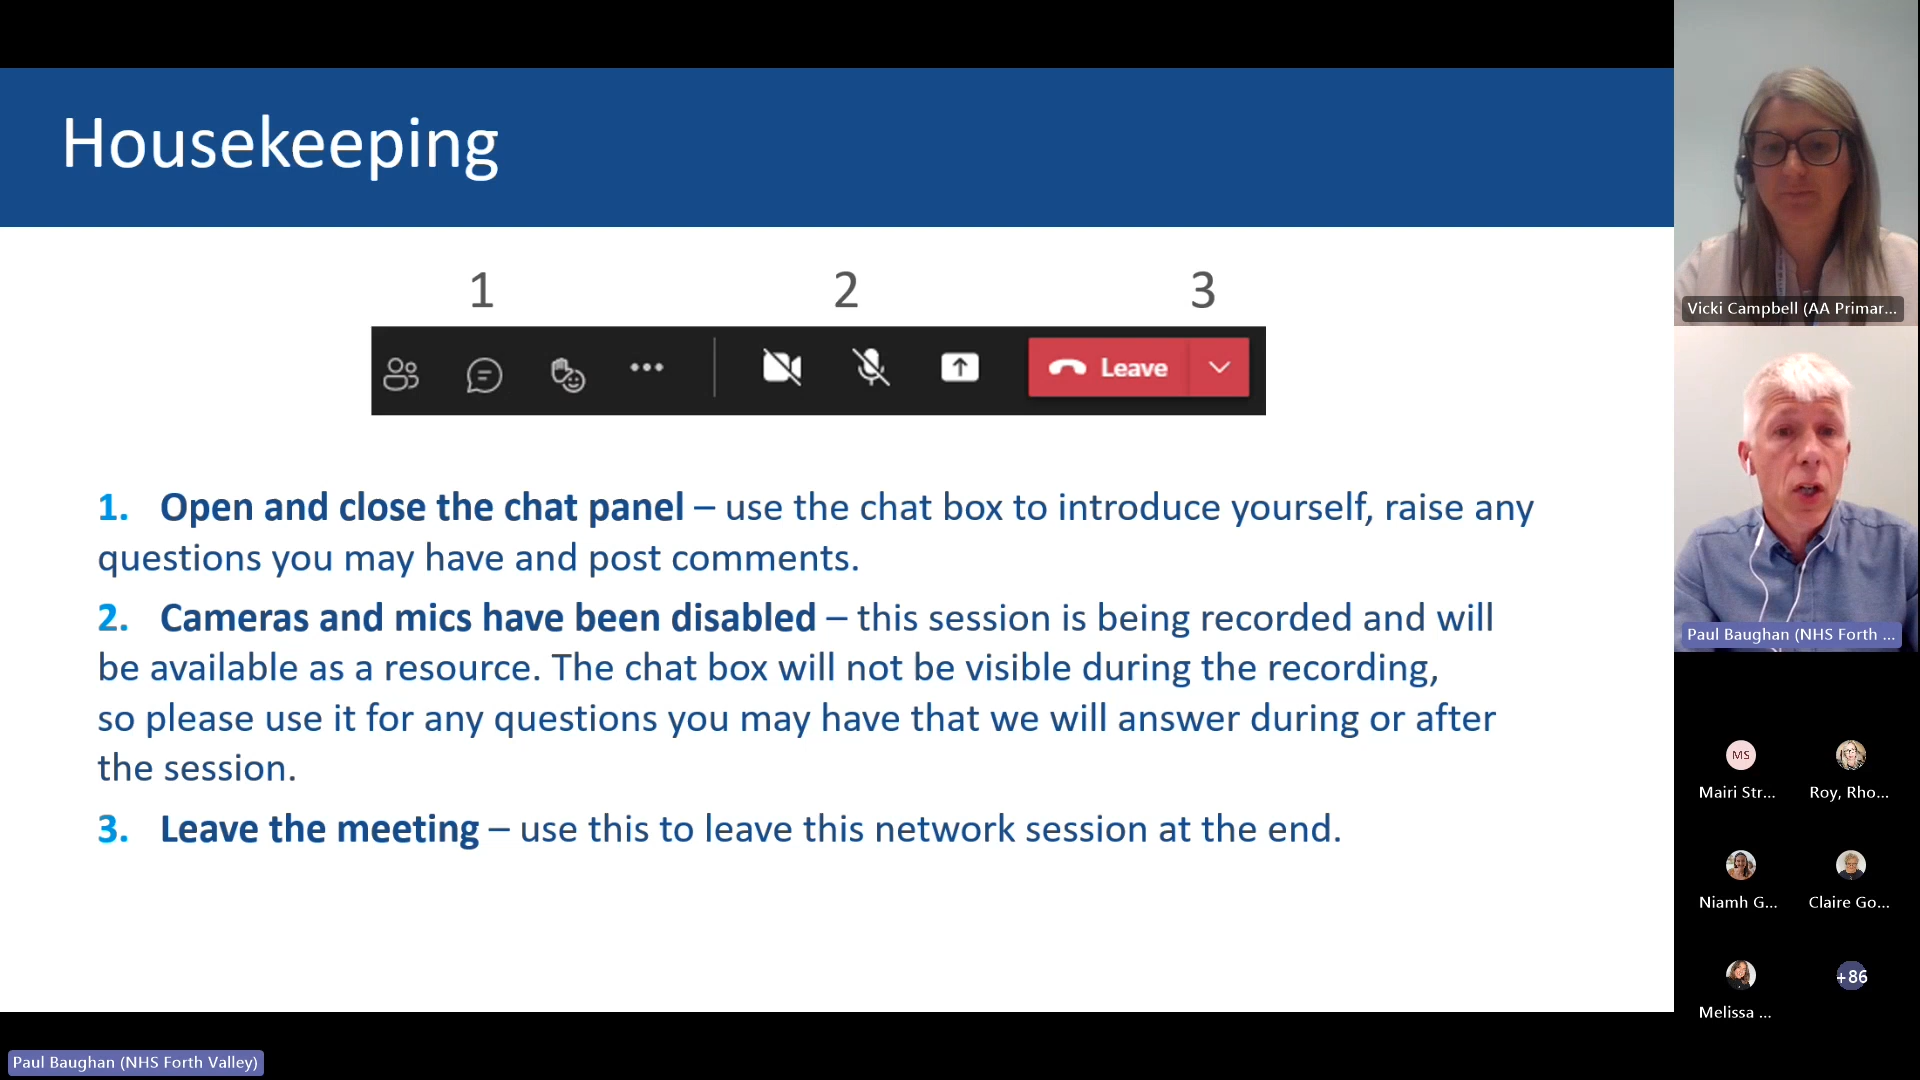 Housekeeping
1 2 3
Leave
1. Open and close the chat panel – use the chat box to introduce yourself, raise any
questions you may have and post comments.
2. Cameras and mics have been disabled – this session is being recorded and will
be available as a resource. The chat box will not be visible during the recording,
so please use it for any questions you may have that we will answer during or after
the session.
3. Leave the meeting – use this to leave this network session at the end.
Paul Baughan (NHS Forth Valley)
Vicki Campbell (AA Primar...
Paul Baughan (NHS Forth ...
MS
Mairi Str... Roy, Rho...
Niamh G... Claire Go...
+86
Melissa ...